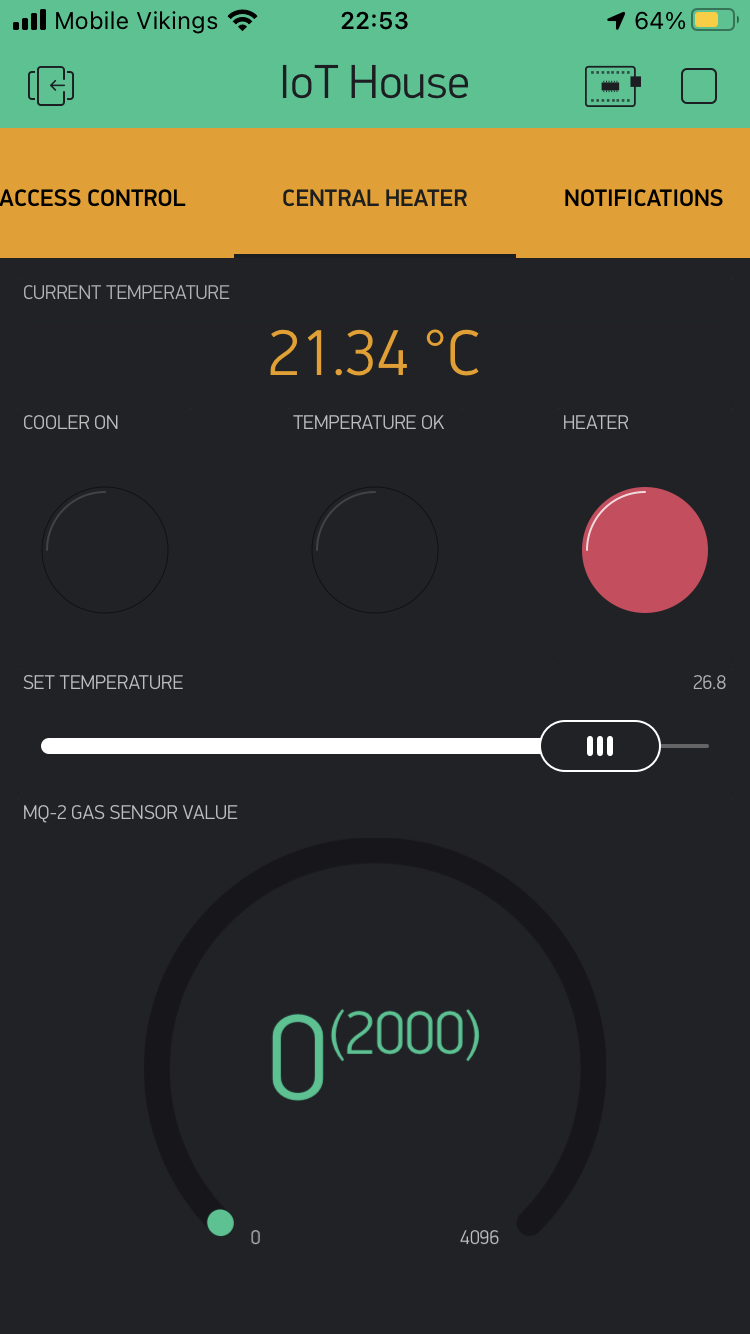 Mobile Vikings 22:53 64%
IoT House
ACCESS CONTROL CENTRAL HEATER NOTIFICATIONS
CURRENT TEMPERATURE
21.34 °C
COOLER ON TEMPERATURE OK HEATER
SET TEMPERATURE 26.8
MQ-2 GAS SENSOR VALUE
0(2000)
0 4096